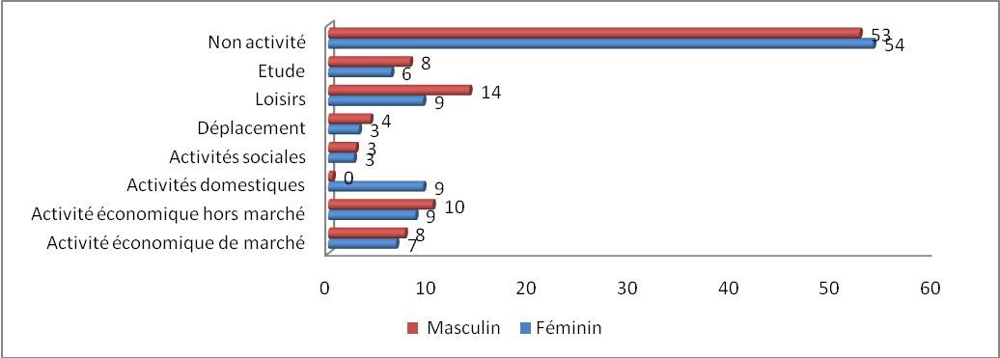 Non activité 53
54
Etude 8
6
Loisirs 14
9
Déplacement 4
3
Activités sociales 3
3
Activités domestiques 0
9
Activité économique hors marché 10
9
Activité économique de marché 8
7
0 10 20 30 40 50 60
Masculin Féminin